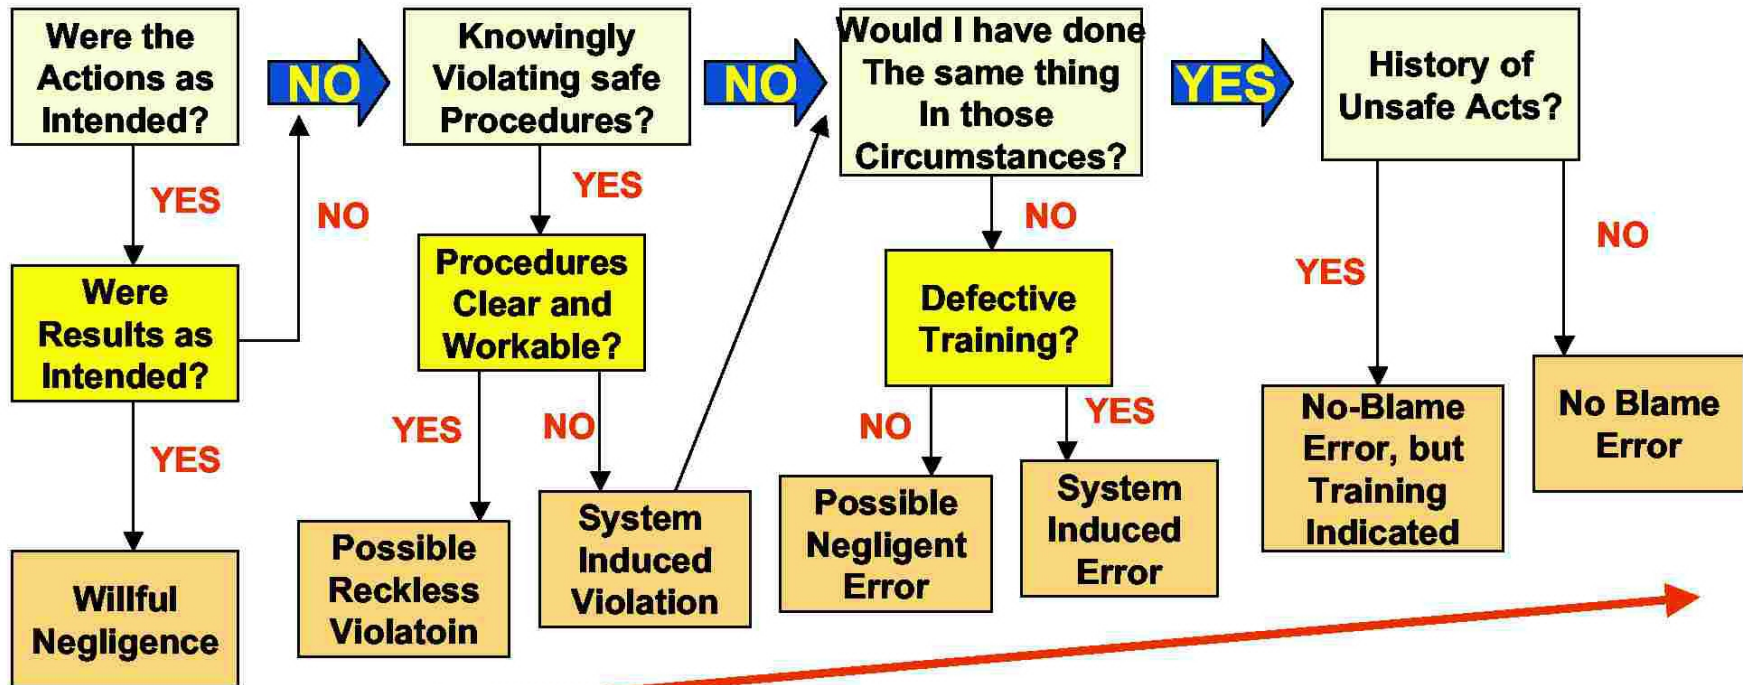 Were the
Actions as
Intended?
NO
Knowingly
Violating safe
Procedures?
NO
Would I have done
The same thing
In those
Circumstances?
YES
History of
Unsafe Acts?
YES
NO
YES
NO
YES
NO
Were
Results as
Intended?
Procedures
Clear and
Workable?
Defective
Training?
YES
YES
NO
NO
YES
Willful
Negligence
Possible
Reckless
Violatoin
System
Induced
Violation
Possible
Negligent
Error
System
Induced
Error
No-Blame
Error, but
Training
Indicated
No Blame
Error